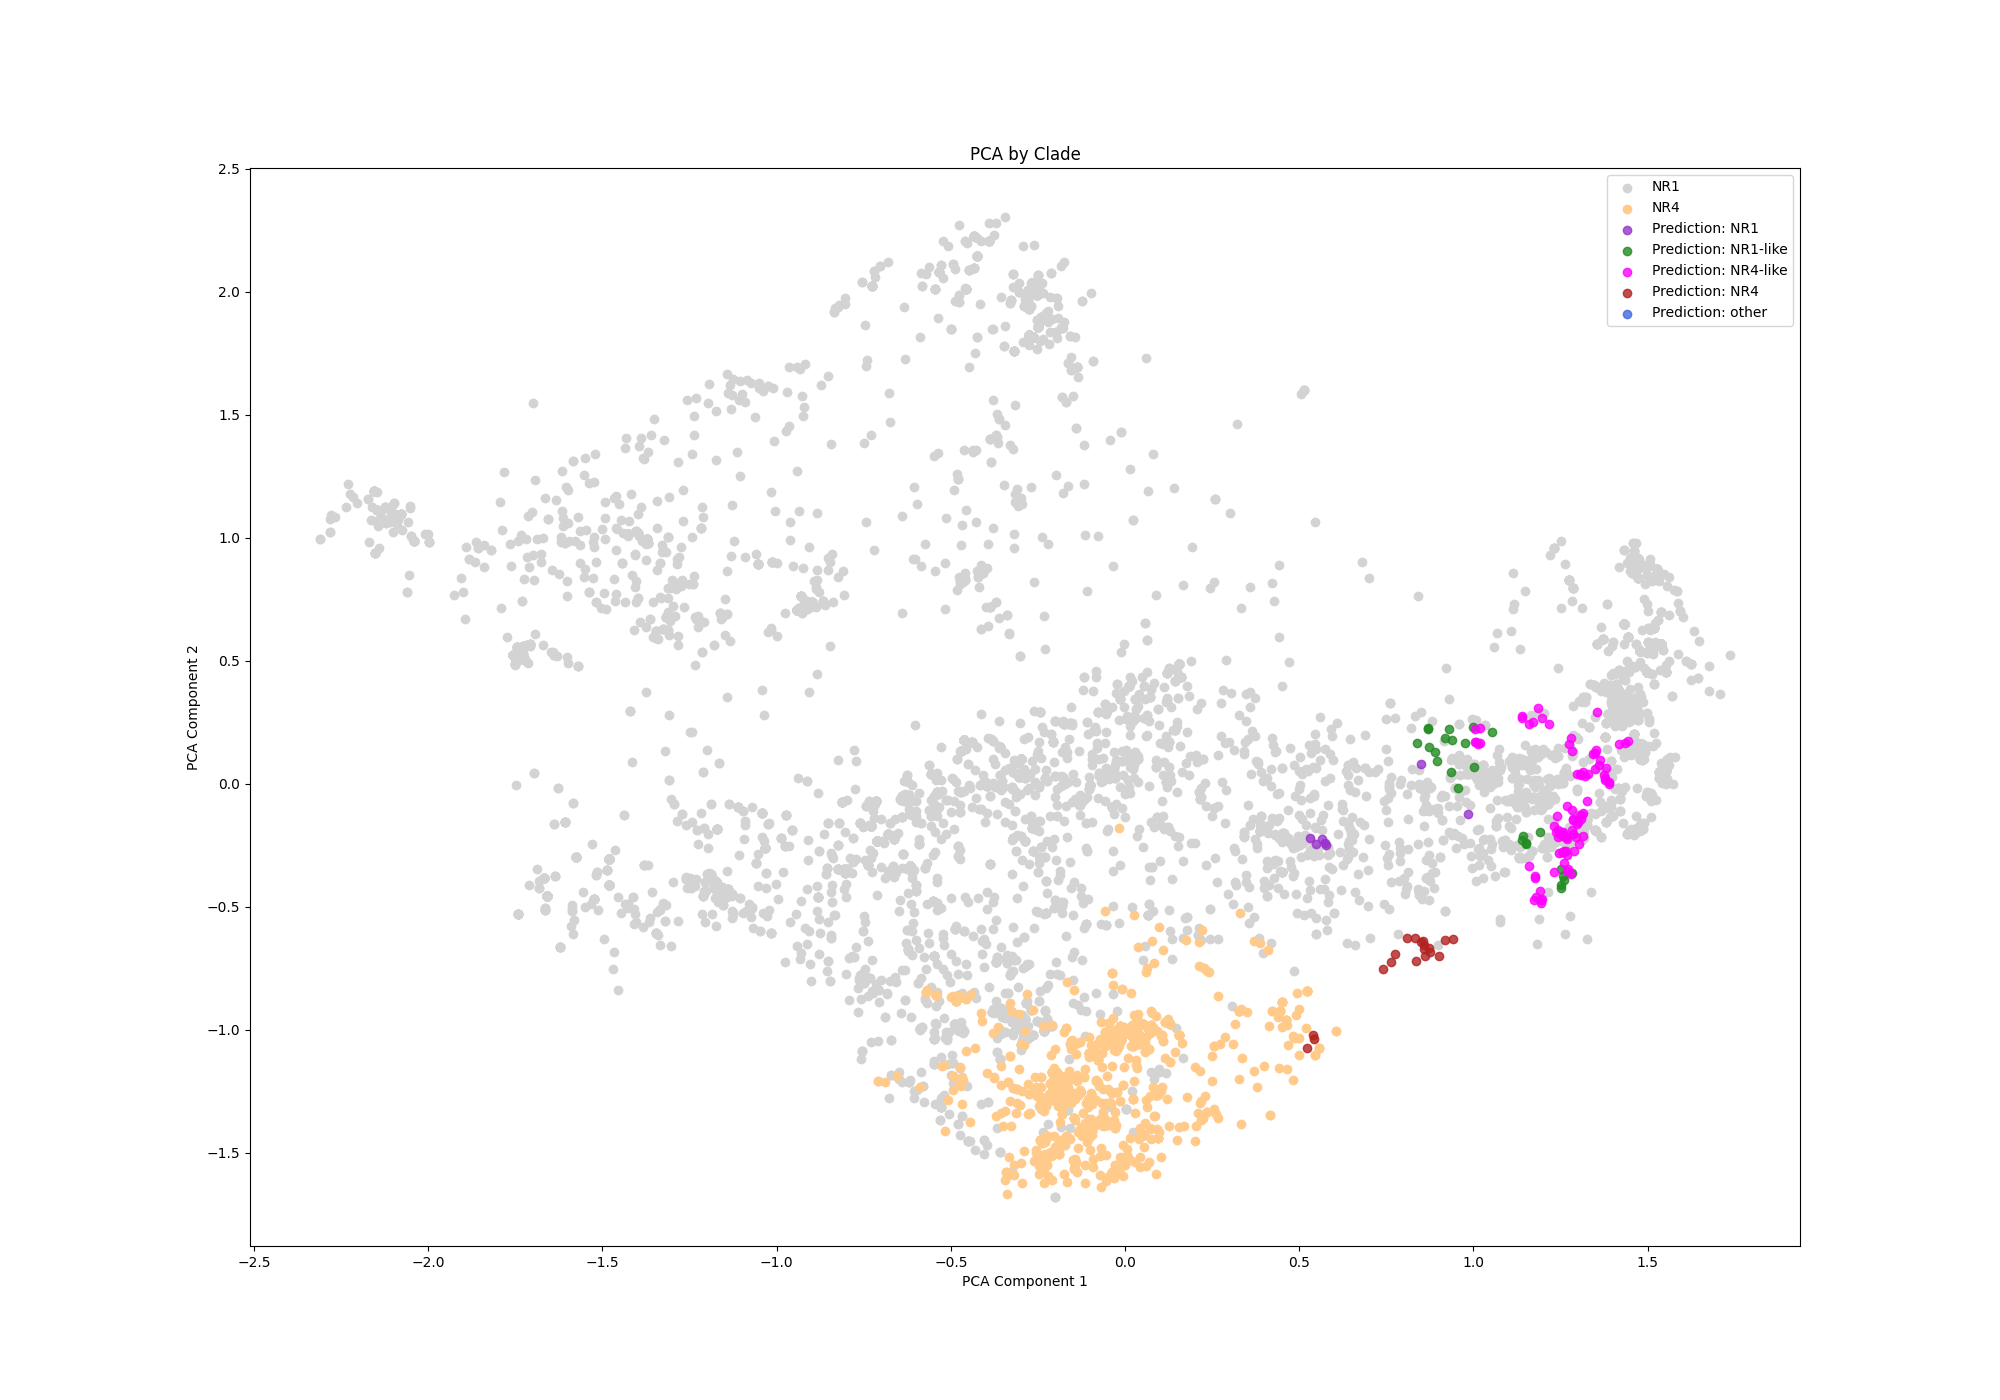 PCA by Clade
2.5
2.0
1.5
1.0
0.5
0.0
−0.5
−1.0
−1.5
PCA Component 2
NR1
NR4
Prediction: NR1
Prediction: NR1-like
Prediction: NR4-like
Prediction: NR4
Prediction: other
−2.5 −2.0 −1.5 −1.0 −0.5 0.0 0.5 1.0 1.5
PCA Component 1